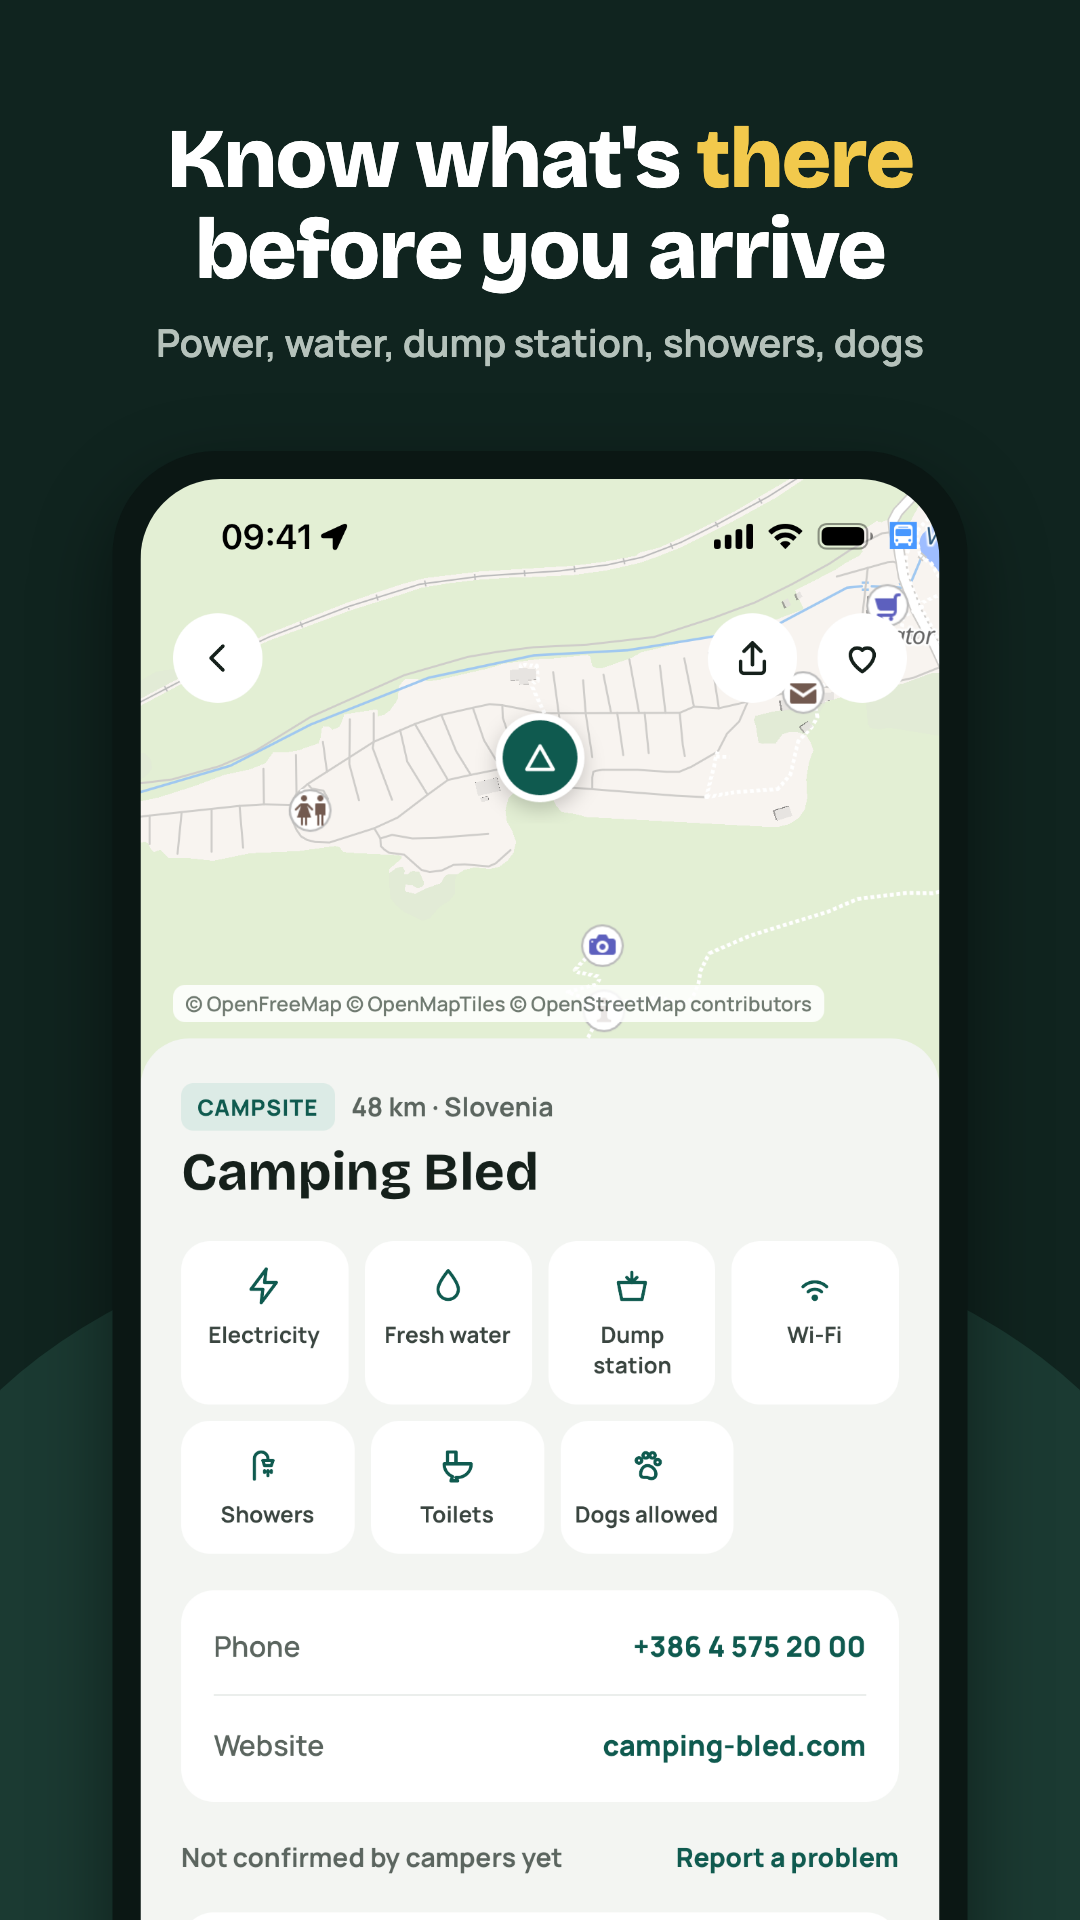 Know what's there
before you arrive
Power, water, dump station, showers, dogs
09:41
© OpenFreeMap © OpenMapTiles © OpenStreetMap contributors
CAMPSITE 48 km · Slovenia
Camping Bled
Electricity Fresh water Dump station Wi-Fi
Showers Toilets Dogs allowed
Phone +386 4 575 20 00
Website camping-bled.com
Not confirmed by campers yet Report a problem